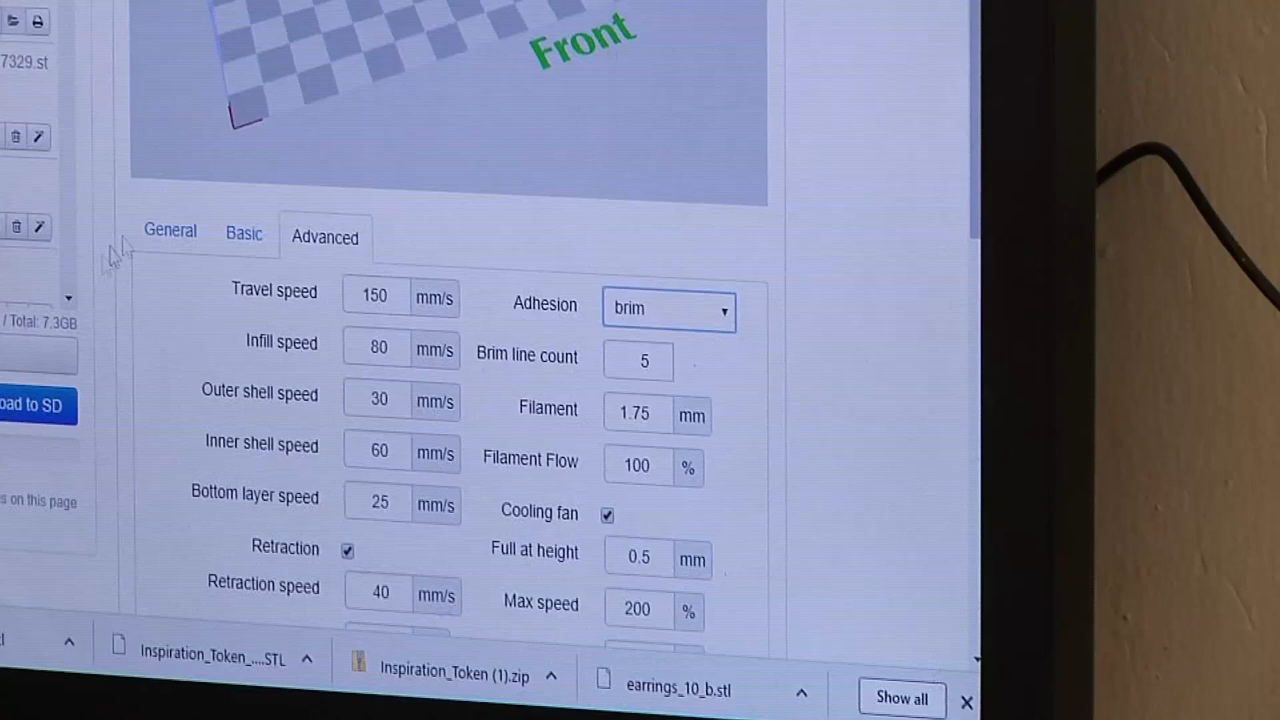 Front
7329.st
General Basic Advanced
Travel speed 150 mm/s Adhesion brim
/ Total: 7.3GB
Infill speed 80 mm/s Brim line count 5
oad to SD
Outer shell speed 30 mm/s Filament 1.75 mm
Inner shell speed 60 mm/s Filament Flow 100 %
s on this page
Bottom layer speed 25 mm/s Cooling fan
Retraction Full at height 0.5 mm
Retraction speed 40 mm/s Max speed 200 %
Inspiration_Token_....STL Inspiration_Token (1).zip earrings_10_b.stl Show all